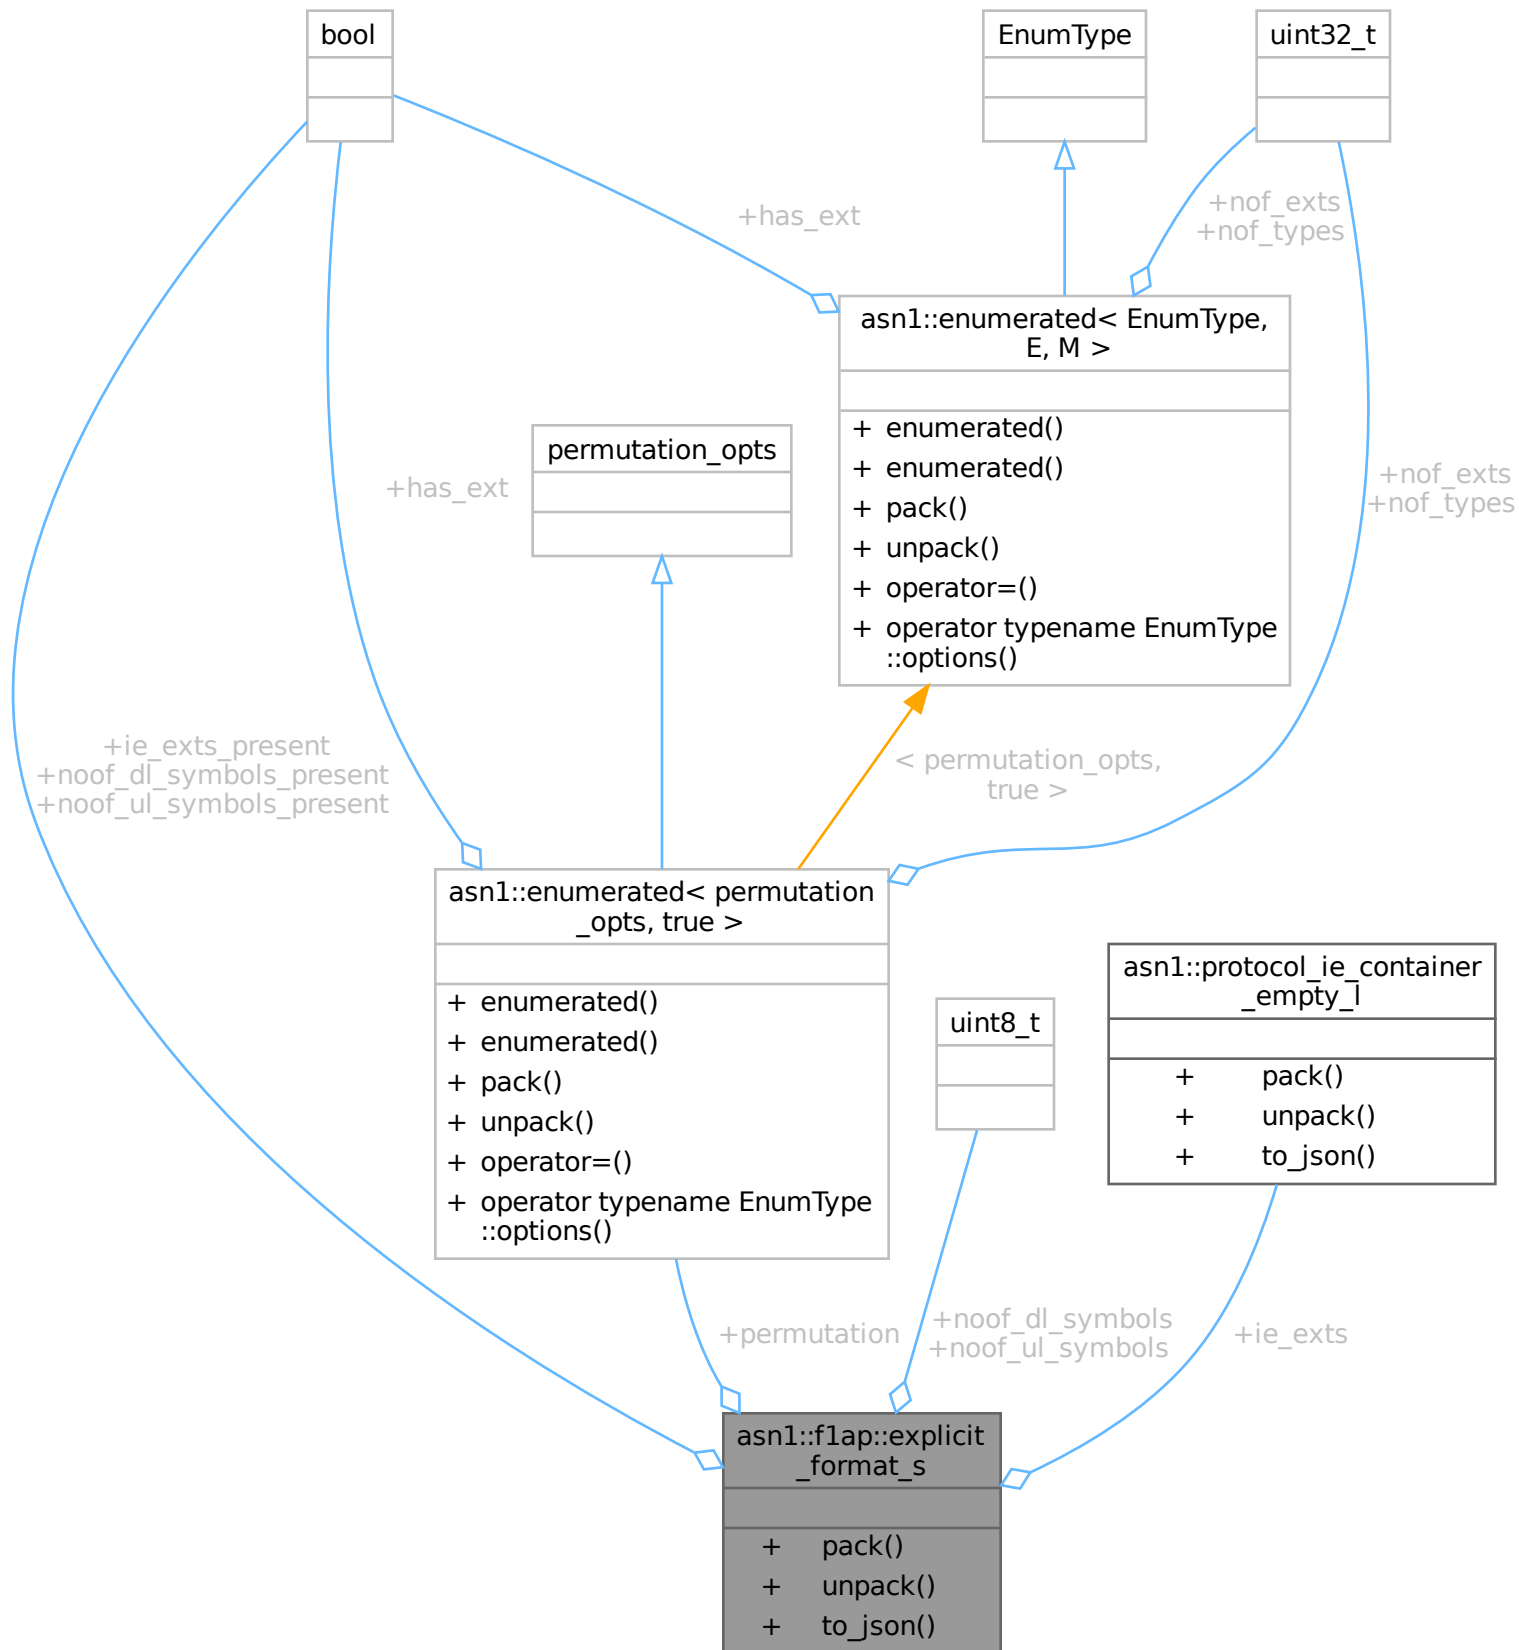 bool
EnumType
uint32_t
+has_ext
+nof_exts
+nof_types
asn1::enumerated< EnumType,
E, M >
+ enumerated()
+ enumerated()
+ pack()
+ unpack()
+ operator=()
+ operator typename EnumType
::options()
permutation_opts
+has_ext
+nof_exts
+nof_types
+ie_exts_present
+noof_dl_symbols_present
+noof_ul_symbols_present
< permutation_opts,
true >
asn1::enumerated< permutation
_opts, true >
+ enumerated()
+ enumerated()
+ pack()
+ unpack()
+ operator=()
+ operator typename EnumType
::options()
uint8_t
asn1::protocol_ie_container
_empty_l
+ pack()
+ unpack()
+ to_json()
+permutation
+noof_dl_symbols
+noof_ul_symbols
+ie_exts
asn1::f1ap::explicit
_format_s
+ pack()
+ unpack()
+ to_json()